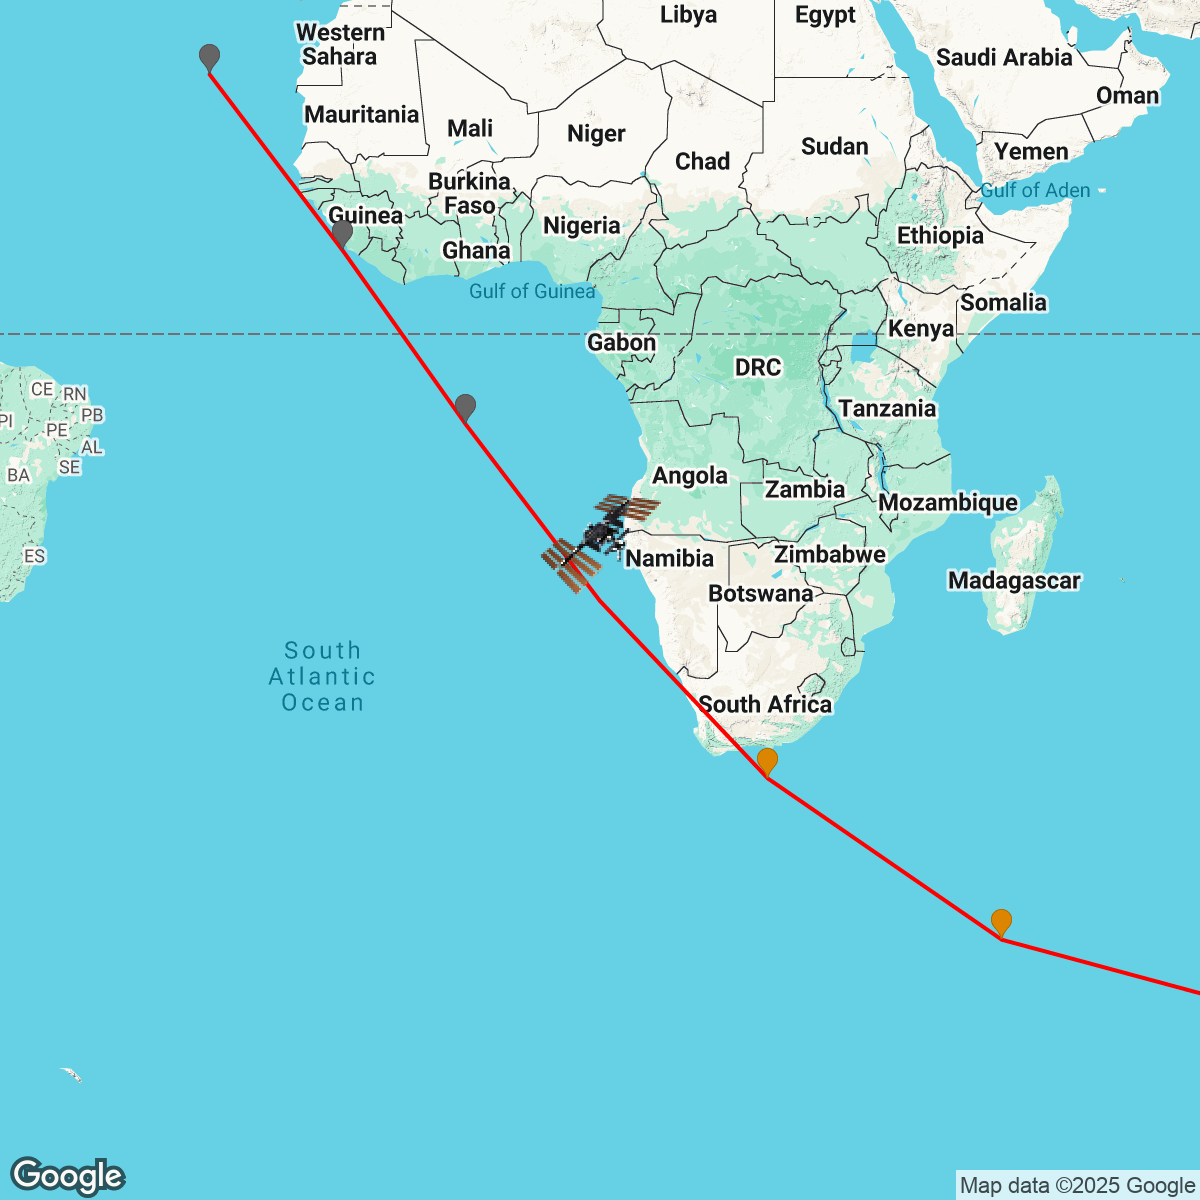 Libya
Egypt
Western
Sahara
Saudi Arabia
Oman
Mauritania
Mali
Niger
Chad
Sudan
Yemen
Burkina
Faso
Gulf of Aden
Guinea
Nigeria
Ethiopia
Ghana
Gulf of Guinea
Somalia
Kenya
Gabon
DRC
CE
RN
PI
PB
PE
AL
Tanzania
SE
BA
Angola
Zambia
Mozambique
ES
Namibia
Zimbabwe
Madagascar
Botswana
South
Atlantic
Ocean
South Africa
Google
Map data ©2025 Google